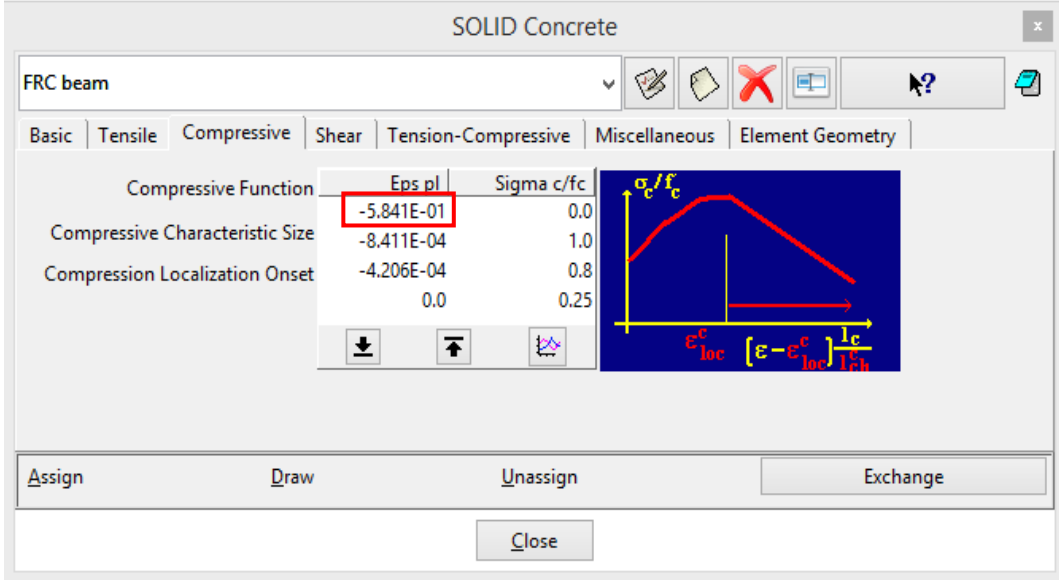 SOLID Concrete
x
FRC beam
?
Basic Tensile Compressive Shear Tension-Compressive Miscellaneous Element Geometry
Compressive Function Eps pl Sigma c/fc
-5.841E-01 0.0
Compressive Characteristic Size -8.411E-04 1.0
Compression Localization Onset -4.206E-04 0.8
0.0 0.25
σc/fc
ε c loc [ε-ε c loc] lc/l c ch
Assign Draw Unassign Exchange
Close